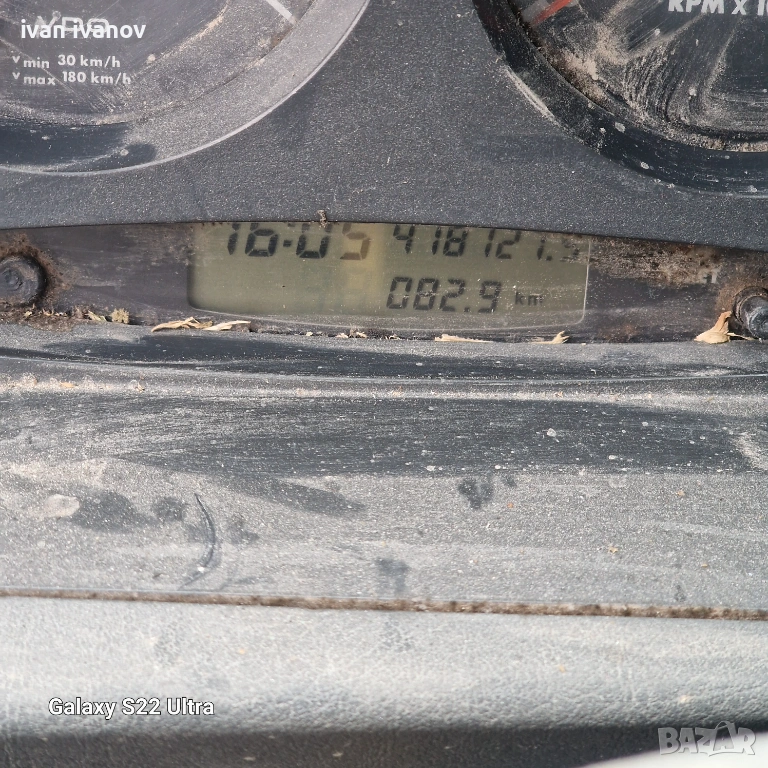 ivan ivanov
VDO
v min 30 km/h
v max 180 km/h
RPM X
16:05 418121.5
082.9 km
Galaxy S22 Ultra
BAZAR